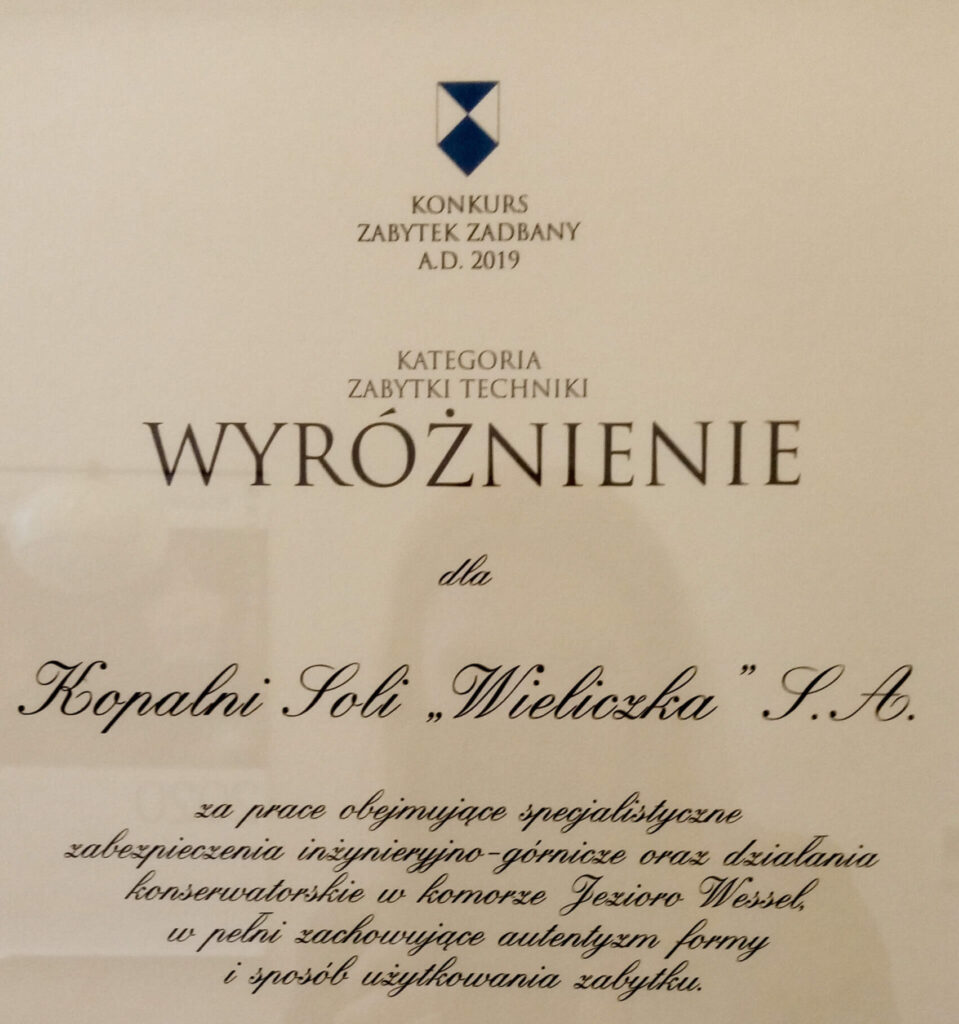 KONKURS
ZABYTEK ZADBANY
A.D. 2019
KATEGORIA
ZABYTKI TECHNIKI
WYRÓŻNIENIE
dla
Kopalni Soli „Wieliczka” S.A.
za prace obejmujące specjalistyczne
zabezpieczenia inżynieryjno-górnicze oraz działania
konserwatorskie w komorze Jezioro Wessel,
w pełni zachowujące autentyzm formy
i sposób użytkowania zabytku.